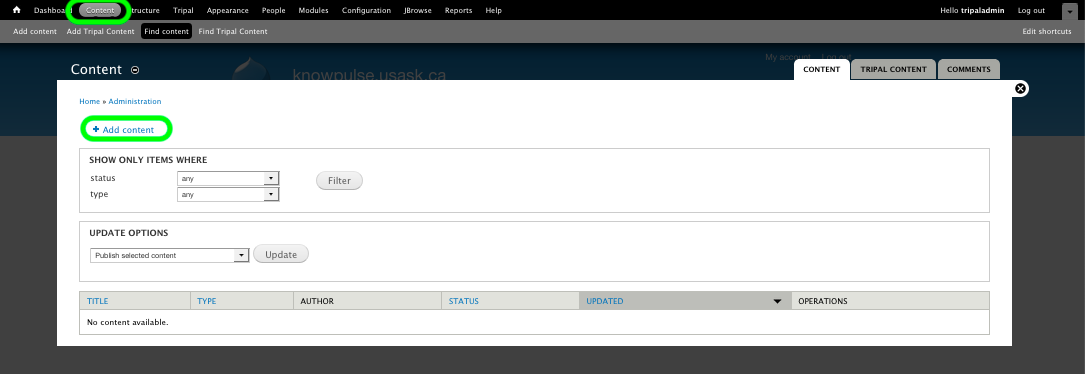 Dashboa Content tructure Tripal Appearance People Modules Configuration JBrowse Reports Help Hello tripaladmin Log out
Add content Add Tripal Content Find content Find Tripal Content Edit shortcuts
My account Log out
Content CONTENT TRIPAL CONTENT COMMENTS
knowpulse.usask.ca
Home » Administration
+ Add content
SHOW ONLY ITEMS WHERE
status any Filter
type any
UPDATE OPTIONS
Publish selected content Update
TITLE TYPE AUTHOR STATUS UPDATED OPERATIONS
No content available.